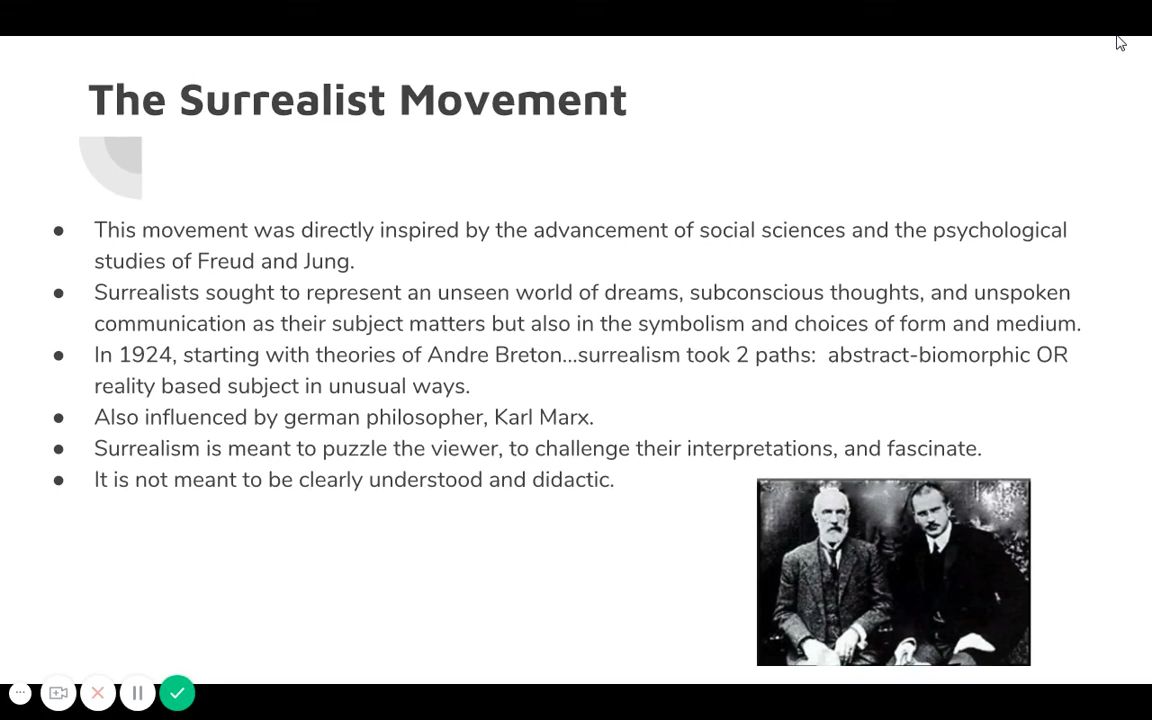 The Surrealist Movement
● This movement was directly inspired by the advancement of social sciences and the psychological
studies of Freud and Jung.
● Surrealists sought to represent an unseen world of dreams, subconscious thoughts, and unspoken
communication as their subject matters but also in the symbolism and choices of form and medium.
● In 1924, starting with theories of Andre Breton...surrealism took 2 paths:  abstract-biomorphic OR
reality based subject in unusual ways.
● Also influenced by german philosopher, Karl Marx.
● Surrealism is meant to puzzle the viewer, to challenge their interpretations, and fascinate.
● It is not meant to be clearly understood and didactic.